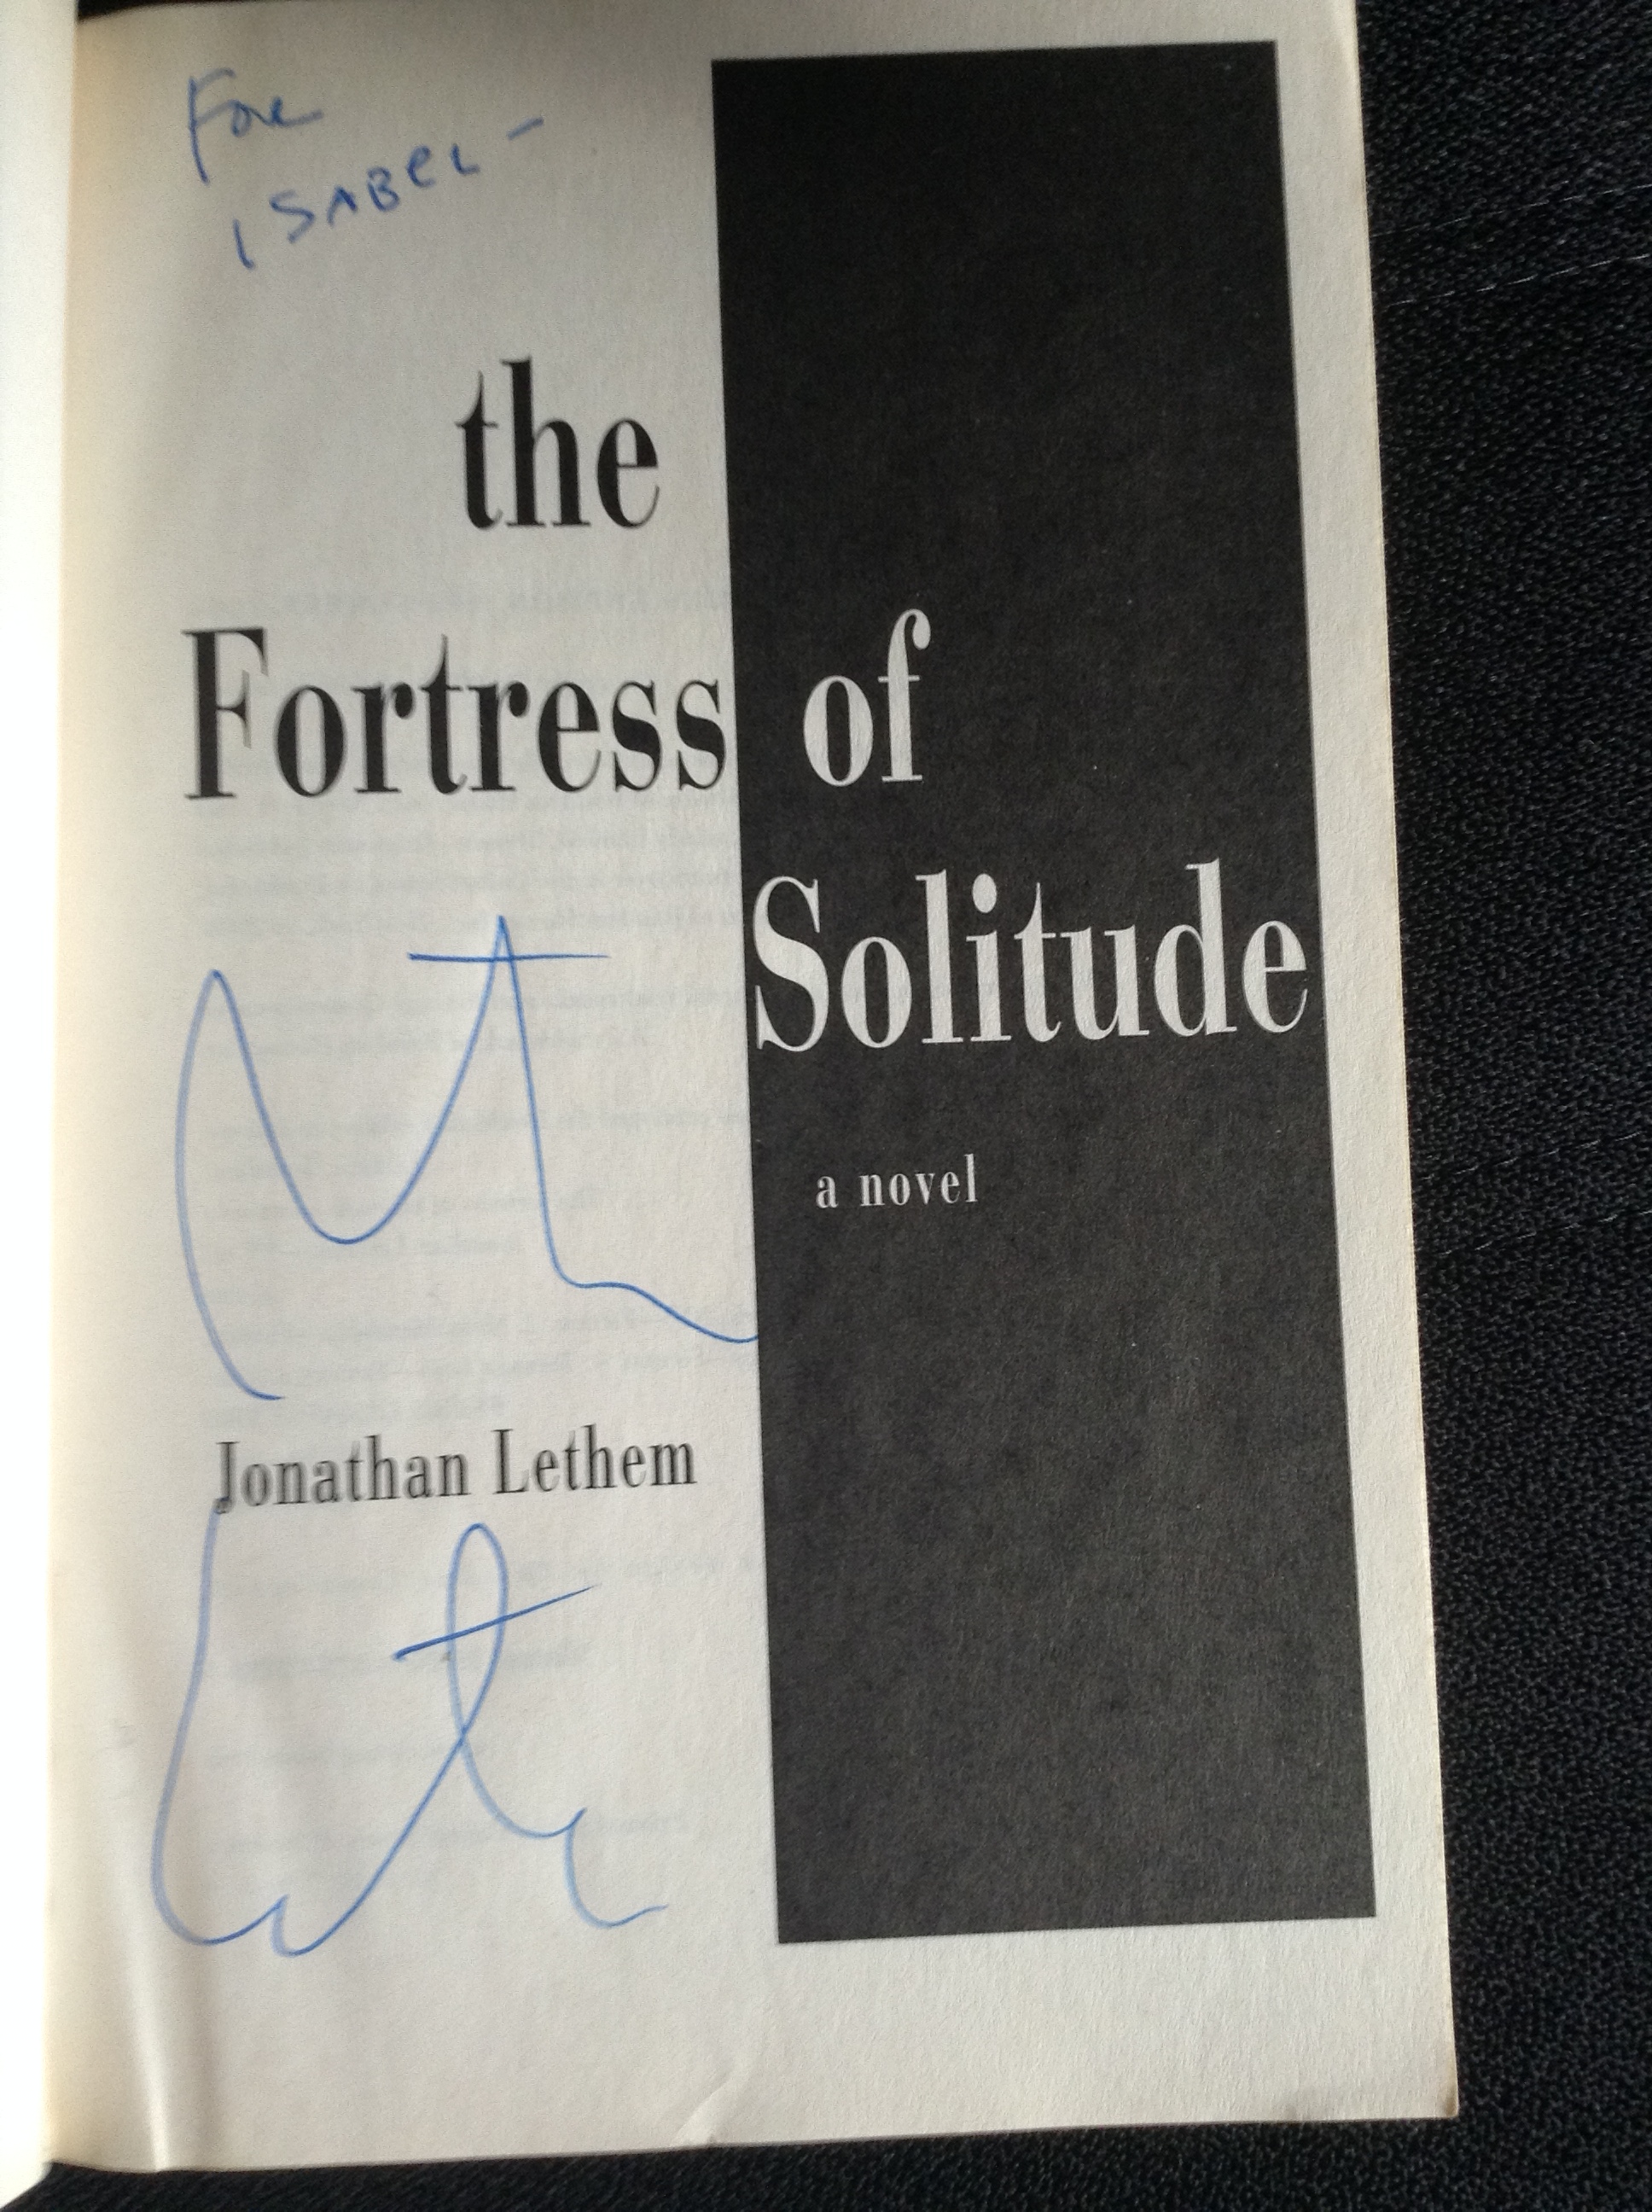 For
ISABEL -
the
Fortress of
Solitude
a novel
Jonathan Lethem